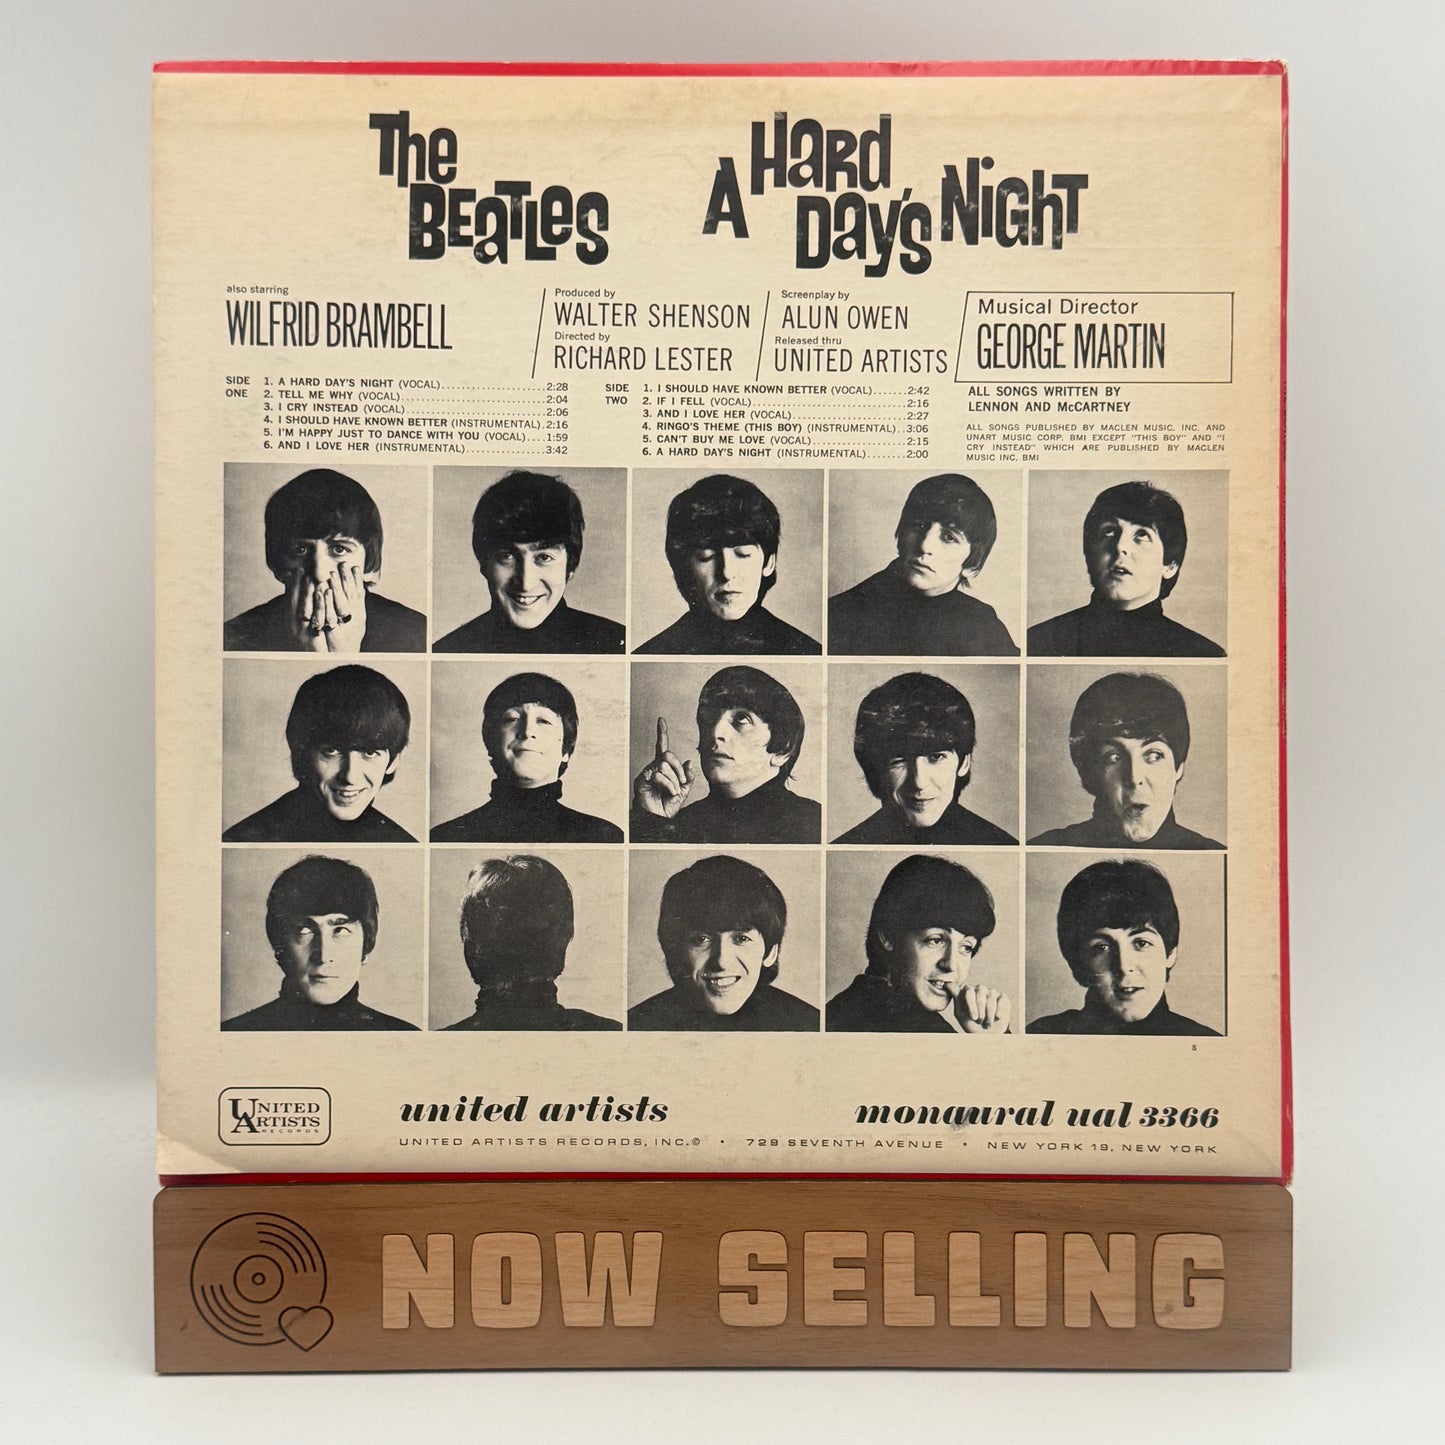 The BEATLES
A HARD DAY'S NIGHT
also starring
WILFRID BRAMBELL
Produced by
WALTER SHENSON
Directed by
RICHARD LESTER
Screenplay by
ALUN OWEN
Released thru
UNITED ARTISTS
Musical Director
GEORGE MARTIN
SIDE ONE
1. A HARD DAY'S NIGHT (VOCAL)........................2:28
2. TELL ME WHY (VOCAL)..................................2:04
3. I CRY INSTEAD (VOCAL)................................2:06
4. I SHOULD HAVE KNOWN BETTER (INSTRUMENTAL).2:16
5. I'M HAPPY JUST TO DANCE WITH YOU (VOCAL)....1:59
6. AND I LOVE HER (INSTRUMENTAL)...................3:42
SIDE TWO
1. I SHOULD HAVE KNOWN BETTER (VOCAL).......2:42
2. IF I FELL (VOCAL)....................................2:16
3. AND I LOVE HER (VOCAL)...........................2:27
4. RINGO'S THEME (THIS BOY) (INSTRUMENTAL)..3:06
5. CAN'T BUY ME LOVE (VOCAL).......................2:15
6. A HARD DAY'S NIGHT (INSTRUMENTAL)........2:00
ALL SONGS WRITTEN BY
LENNON AND McCARTNEY
ALL SONGS PUBLISHED BY MACLEN MUSIC, INC. AND
UNART MUSIC CORP. BMI EXCEPT "THIS BOY" AND "I
CRY INSTEAD" WHICH ARE PUBLISHED BY MACLEN
MUSIC INC. BMI
8
UNITED ARTISTS RECORDS
united artists
monaural ual 3366
UNITED ARTISTS RECORDS, INC.© • 729 SEVENTH AVENUE • NEW YORK 19, NEW YORK
NOW SELLING